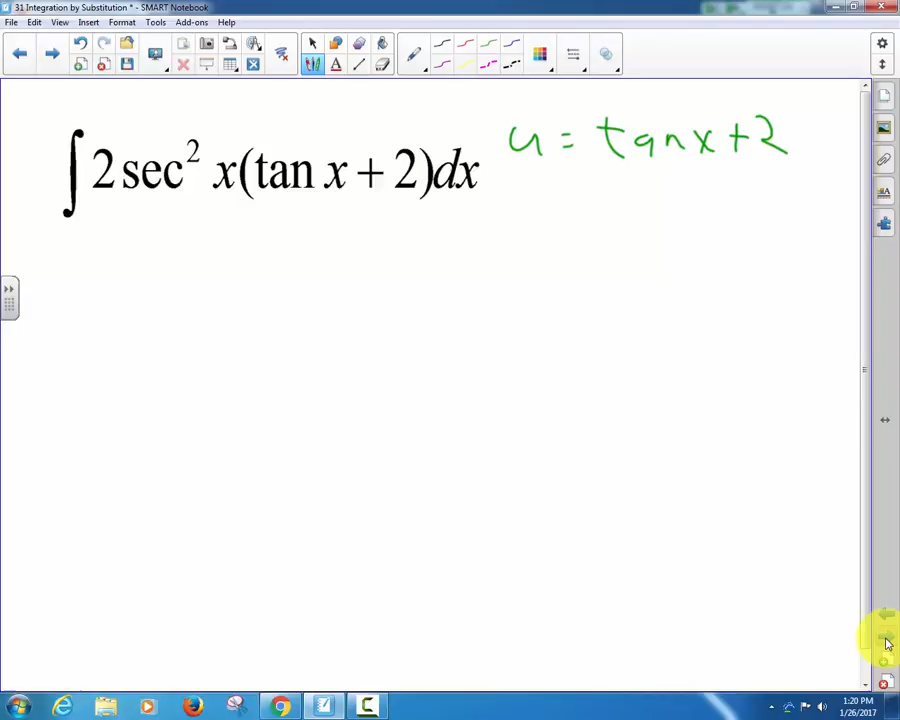 31 Integration by Substitution * - SMART Notebook
File Edit View Insert Format Tools Add-ons Help
∫2 sec² x(tan x + 2)dx
u = tan x + 2
1:20 PM
1/26/2017